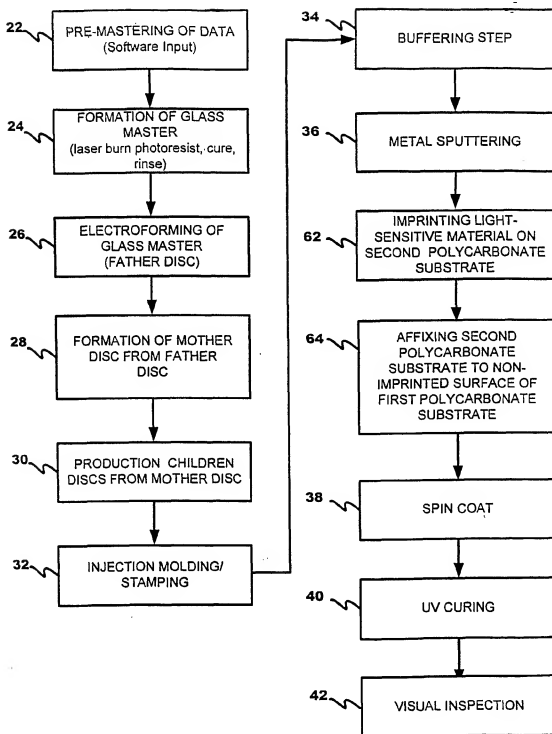 22
PRE-MASTERING OF DATA
(Software Input)
24
FORMATION OF GLASS
MASTER
(laser burn photoresist, cure,
rinse)
26
ELECTROFORMING OF
GLASS MASTER
(FATHER DISC)
28
FORMATION OF MOTHER
DISC FROM FATHER
DISC
30
PRODUCTION CHILDREN
DISCS FROM MOTHER DISC
32
INJECTION MOLDING/
STAMPING
34
BUFFERING STEP
36
METAL SPUTTERING
62
IMPRINTING LIGHT-
SENSITIVE MATERIAL ON
SECOND POLYCARBONATE
SUBSTRATE
64
AFFIXING SECOND
POLYCARBONATE
SUBSTRATE TO NON-
IMPRINTED SURFACE OF
FIRST POLYCARBONATE
SUBSTRATE
38
SPIN COAT
40
UV CURING
42
VISUAL INSPECTION